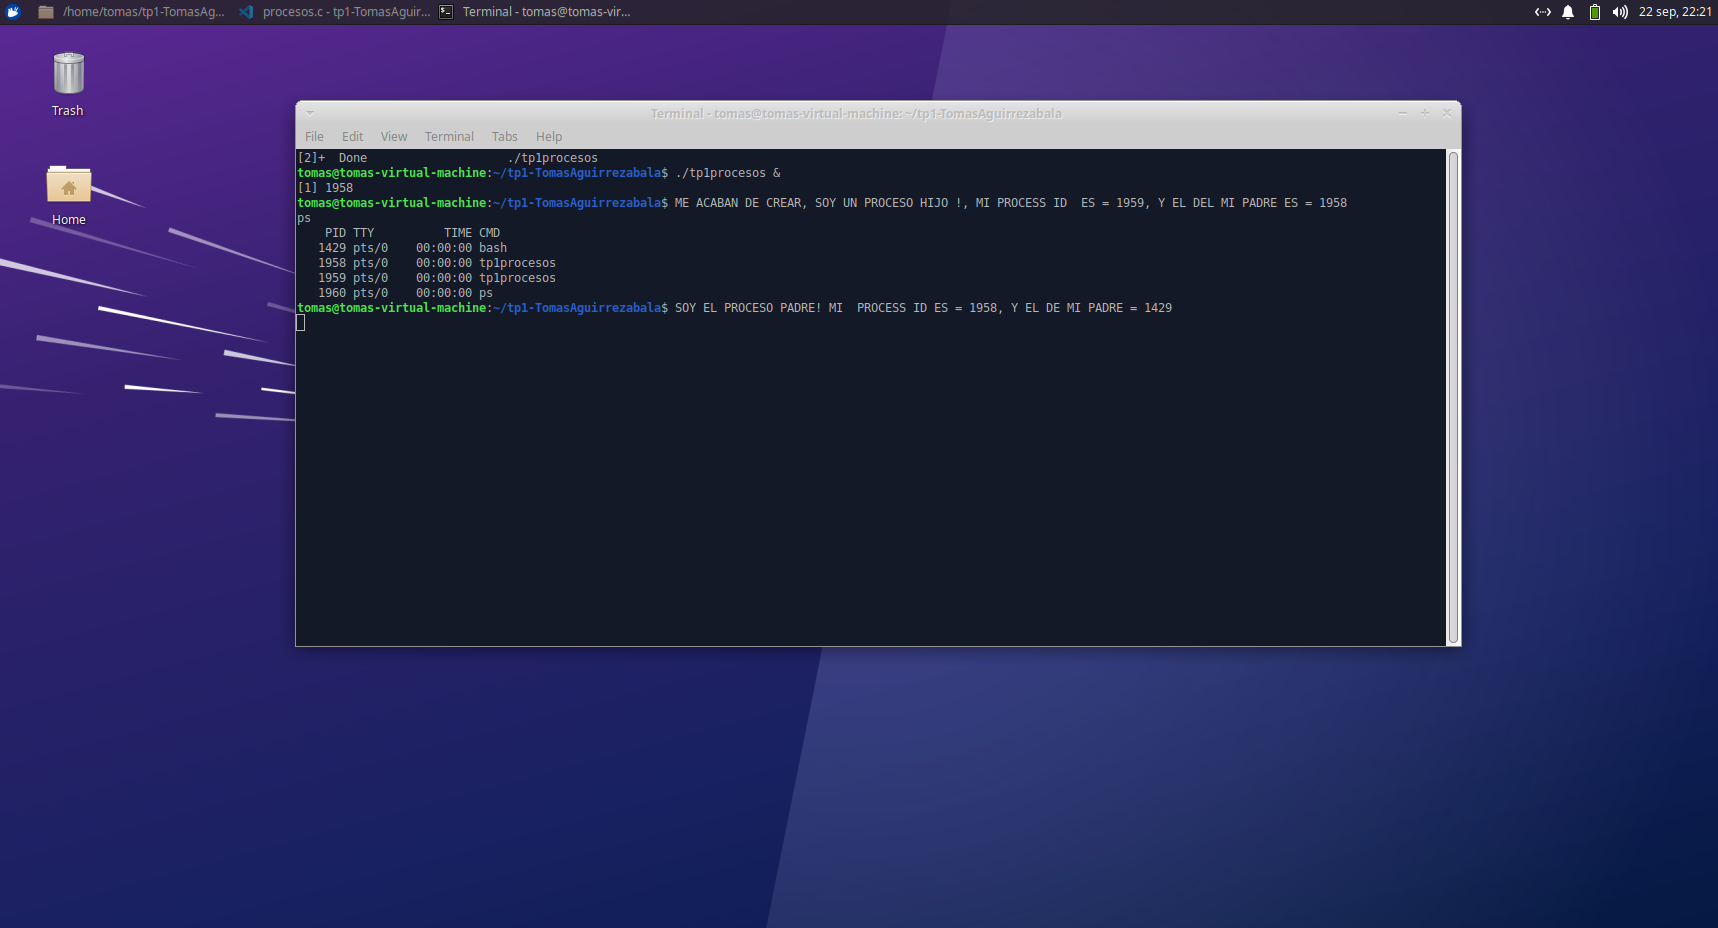 /home/tomas/tp1-TomasAg... procesos.c - tp1-TomasAguir... Terminal - tomas@tomas-vir... 22 sep, 22:21
Trash
Home
Terminal - tomas@tomas-virtual-machine: ~/tp1-TomasAguirrezabala
File Edit View Terminal Tabs Help
[2]+  Done                    ./tp1procesos
tomas@tomas-virtual-machine:~/tp1-TomasAguirrezabala$ ./tp1procesos &
[1] 1958
tomas@tomas-virtual-machine:~/tp1-TomasAguirrezabala$ ME ACABAN DE CREAR, SOY UN PROCESO HIJO !, MI PROCESS ID  ES = 1959, Y EL DEL MI PADRE ES = 1958
ps
    PID TTY          TIME CMD
   1429 pts/0    00:00:00 bash
   1958 pts/0    00:00:00 tp1procesos
   1959 pts/0    00:00:00 tp1procesos
   1960 pts/0    00:00:00 ps
tomas@tomas-virtual-machine:~/tp1-TomasAguirrezabala$ SOY EL PROCESO PADRE! MI  PROCESS ID ES = 1958, Y EL DE MI PADRE = 1429